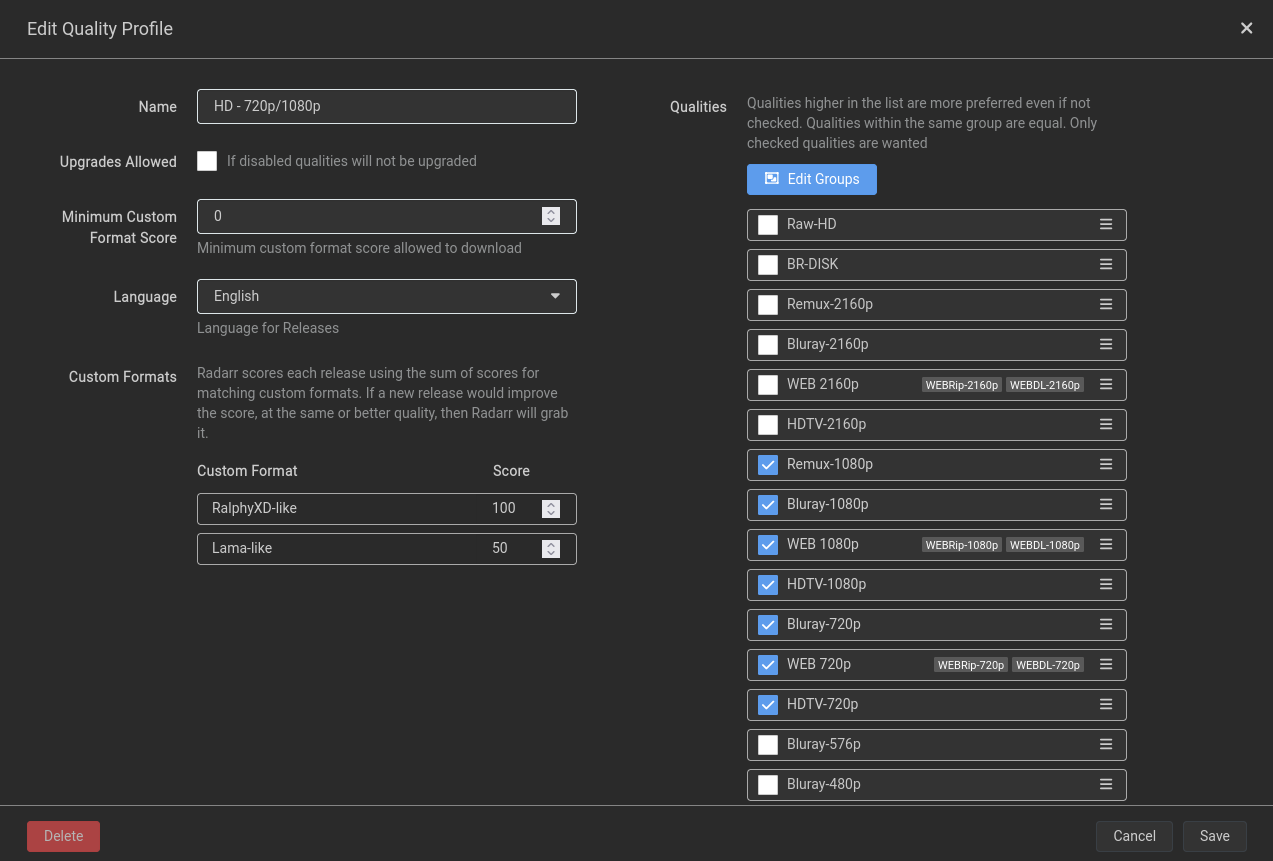 Edit Quality Profile
Name
HD - 720p/1080p
Upgrades Allowed
If disabled qualities will not be upgraded
Minimum Custom
Format Score
0
Minimum custom format score allowed to download
Language
English
Language for Releases
Custom Formats
Radarr scores each release using the sum of scores for
matching custom formats. If a new release would improve
the score, at the same or better quality, then Radarr will grab
it.
Custom Format Score
RalphyXD-like 100
Lama-like 50
Qualities
Qualities higher in the list are more preferred even if not
checked. Qualities within the same group are equal. Only
checked qualities are wanted
Edit Groups
Raw-HD
BR-DISK
Remux-2160p
Bluray-2160p
WEB 2160p WEBRip-2160p WEBDL-2160p
HDTV-2160p
Remux-1080p
Bluray-1080p
WEB 1080p WEBRip-1080p WEBDL-1080p
HDTV-1080p
Bluray-720p
WEB 720p WEBRip-720p WEBDL-720p
HDTV-720p
Bluray-576p
Bluray-480p
Delete
Cancel
Save